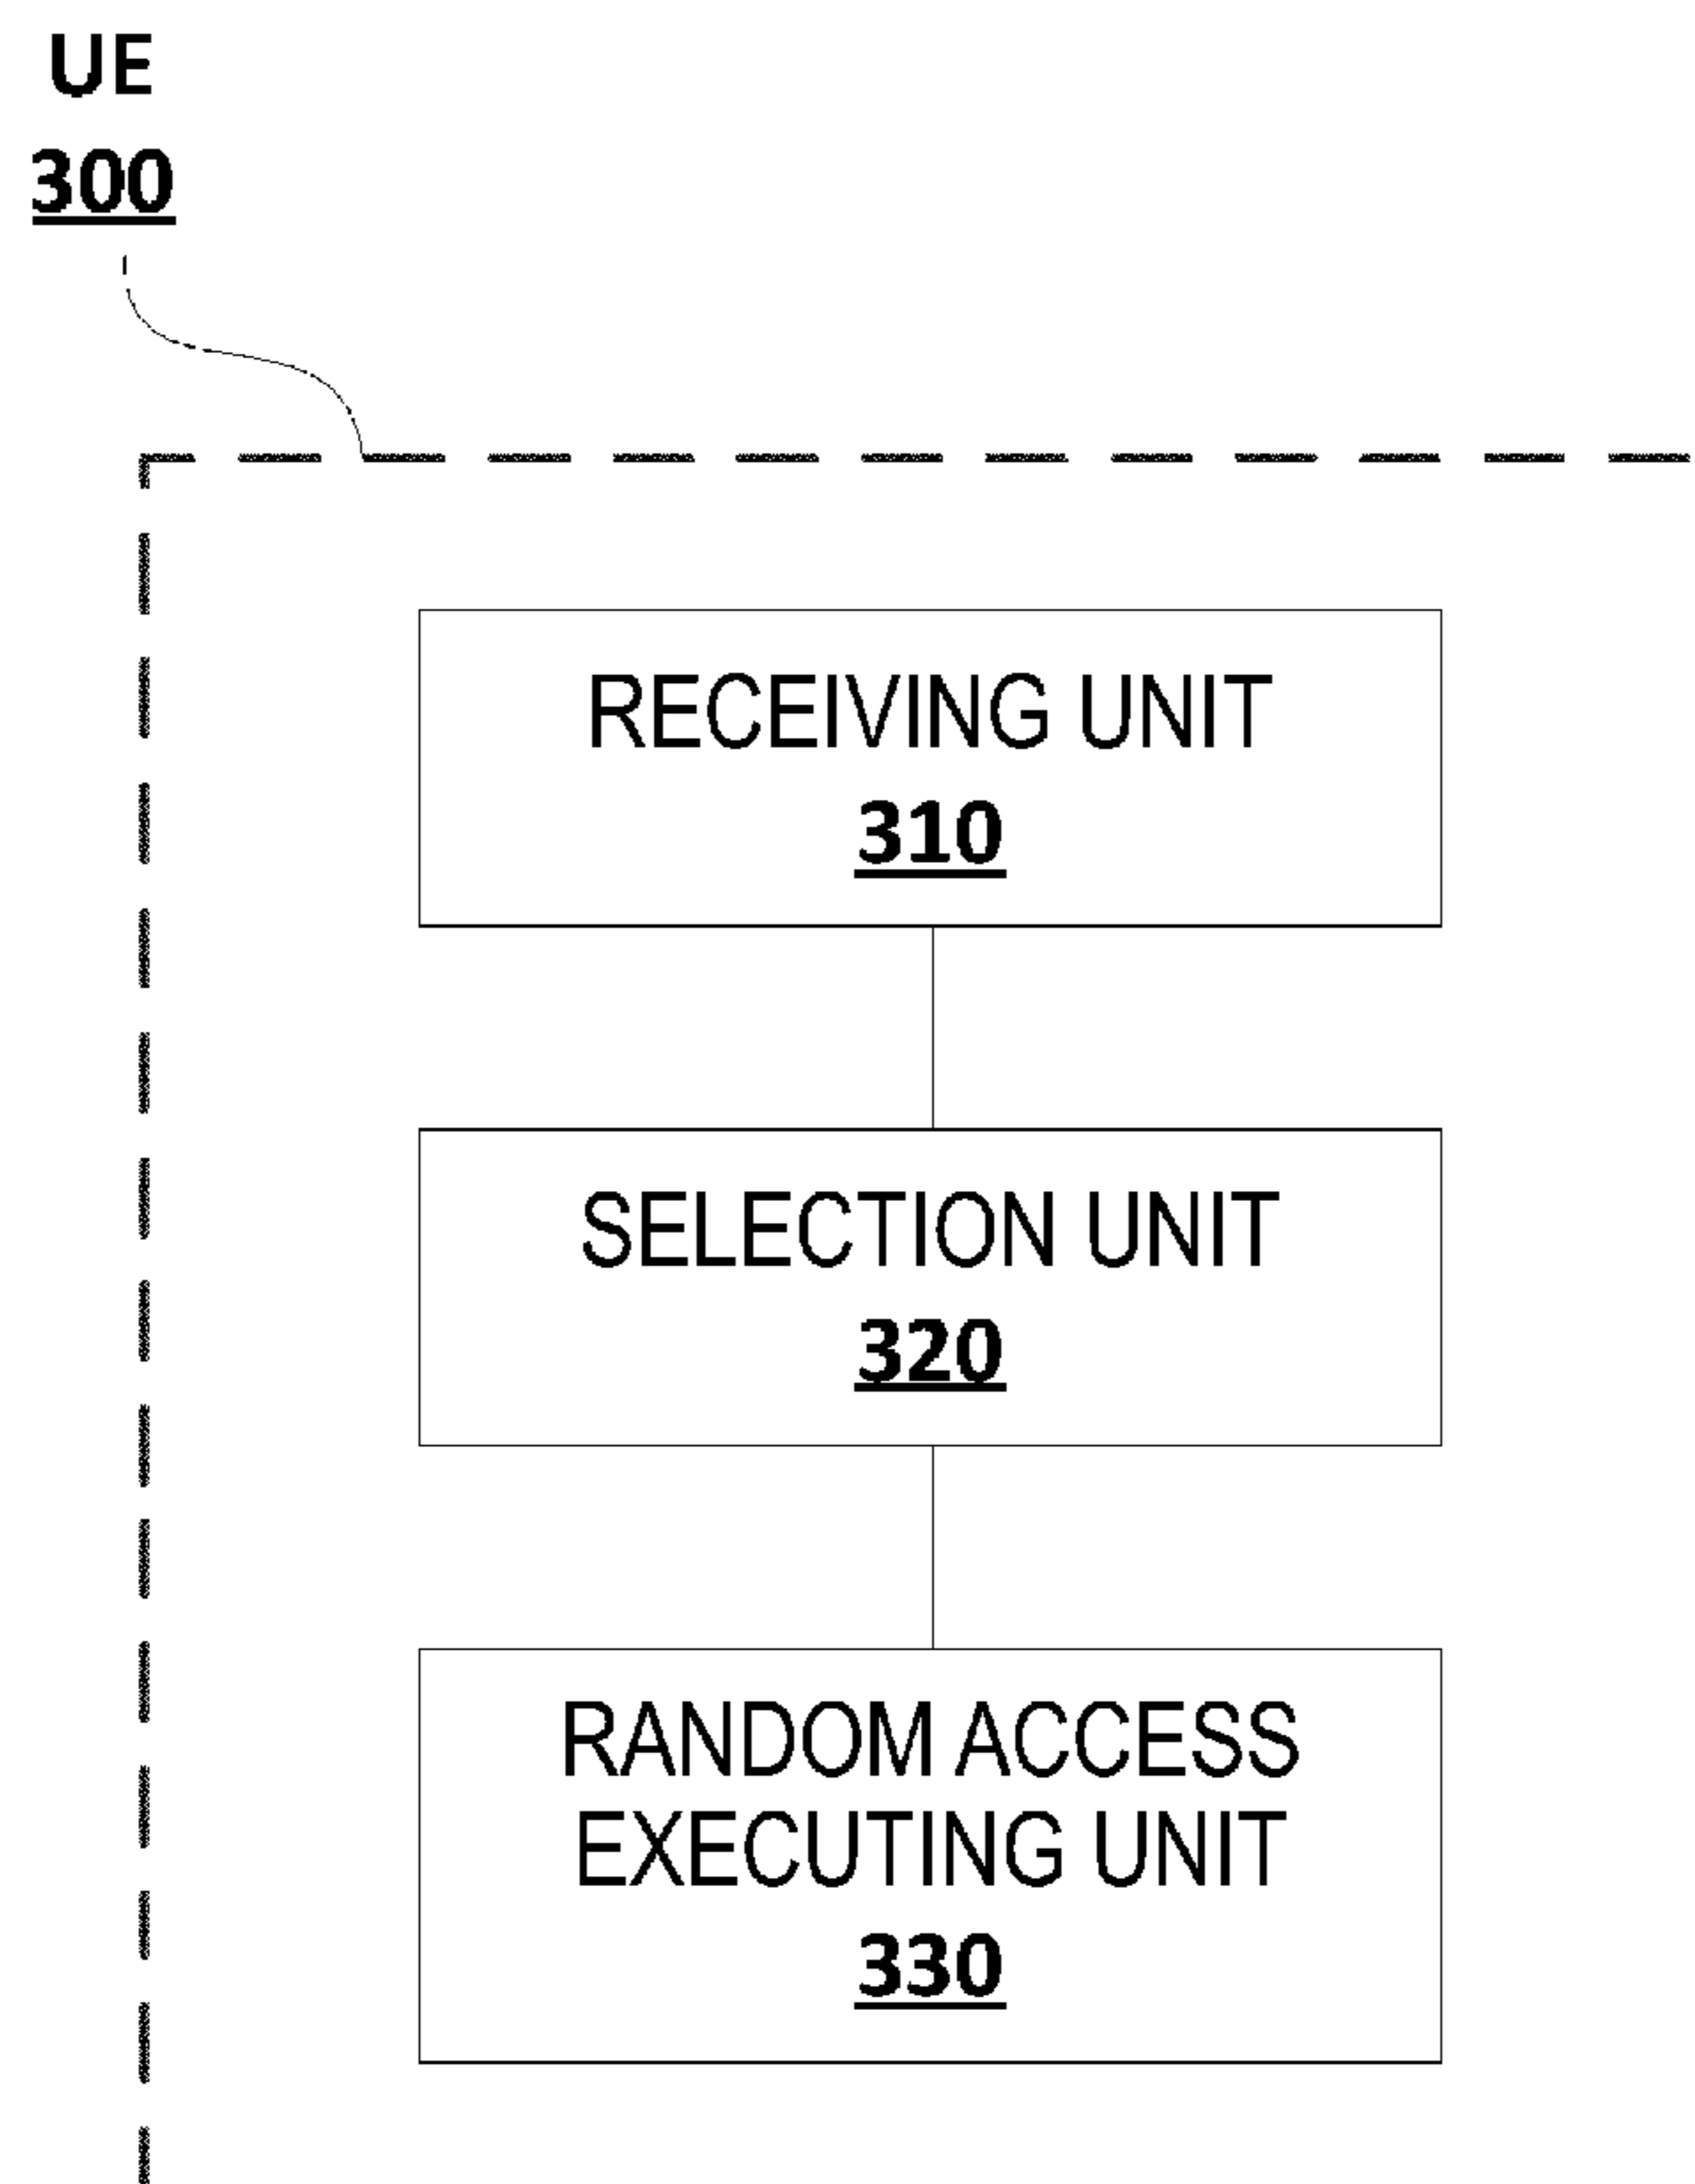 UE
300
RECEIVING UNIT
310
SELECTION UNIT
320
RANDOM ACCESS
EXECUTING UNIT
330